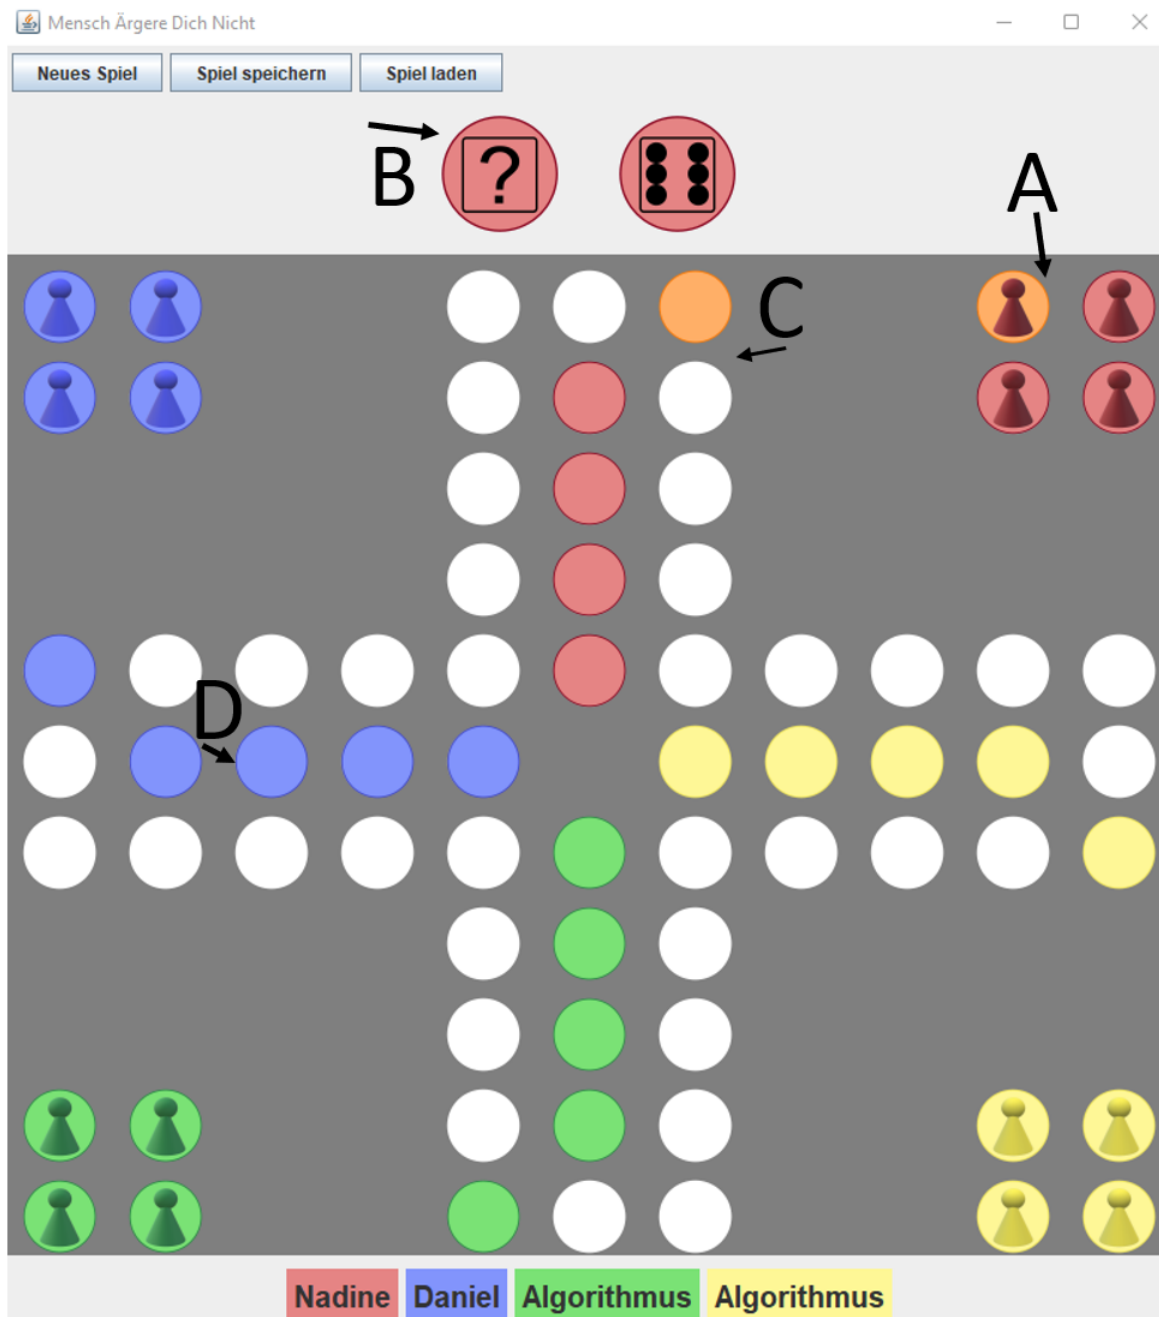 Mensch Ärgere Dich Nicht
Neues Spiel Spiel speichern Spiel laden
B ? A
C
D
Nadine Daniel Algorithmus Algorithmus